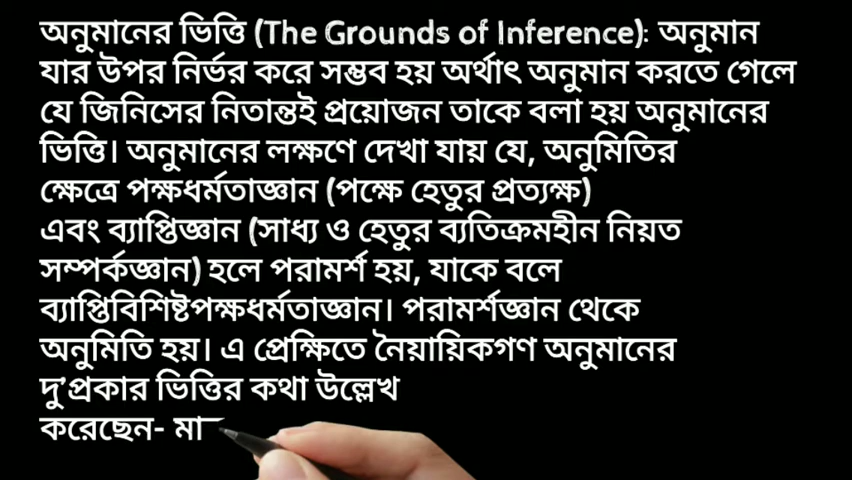 অনুমানের ভিত্তি (The Grounds of Inference): অনুমান
যার উপর নির্ভর করে সম্ভব হয় অর্থাৎ অনুমান করতে গেলে
যে জিনিসের নিতান্তই প্রয়োজন তাকে বলা হয় অনুমানের
ভিত্তি। অনুমানের লক্ষণে দেখা যায় যে, অনুমিতির
ক্ষেত্রে পক্ষধর্মতাজ্ঞান (পক্ষে হেতুর প্রত্যক্ষ)
এবং ব্যাপ্তিজ্ঞান (সাধ্য ও হেতুর ব্যতিক্রমহীন নিয়ত
সম্পর্কজ্ঞান) হলে পরামর্শ হয়, যাকে বলে
ব্যাপ্তিবিশিষ্টপক্ষধর্মতাজ্ঞান। পরামর্শজ্ঞান থেকে
অনুমিতি হয়। এ প্রেক্ষিতে নৈয়ায়িকগণ অনুমানের
দু’প্রকার ভিত্তির কথা উল্লেখ
করেছেন- মা